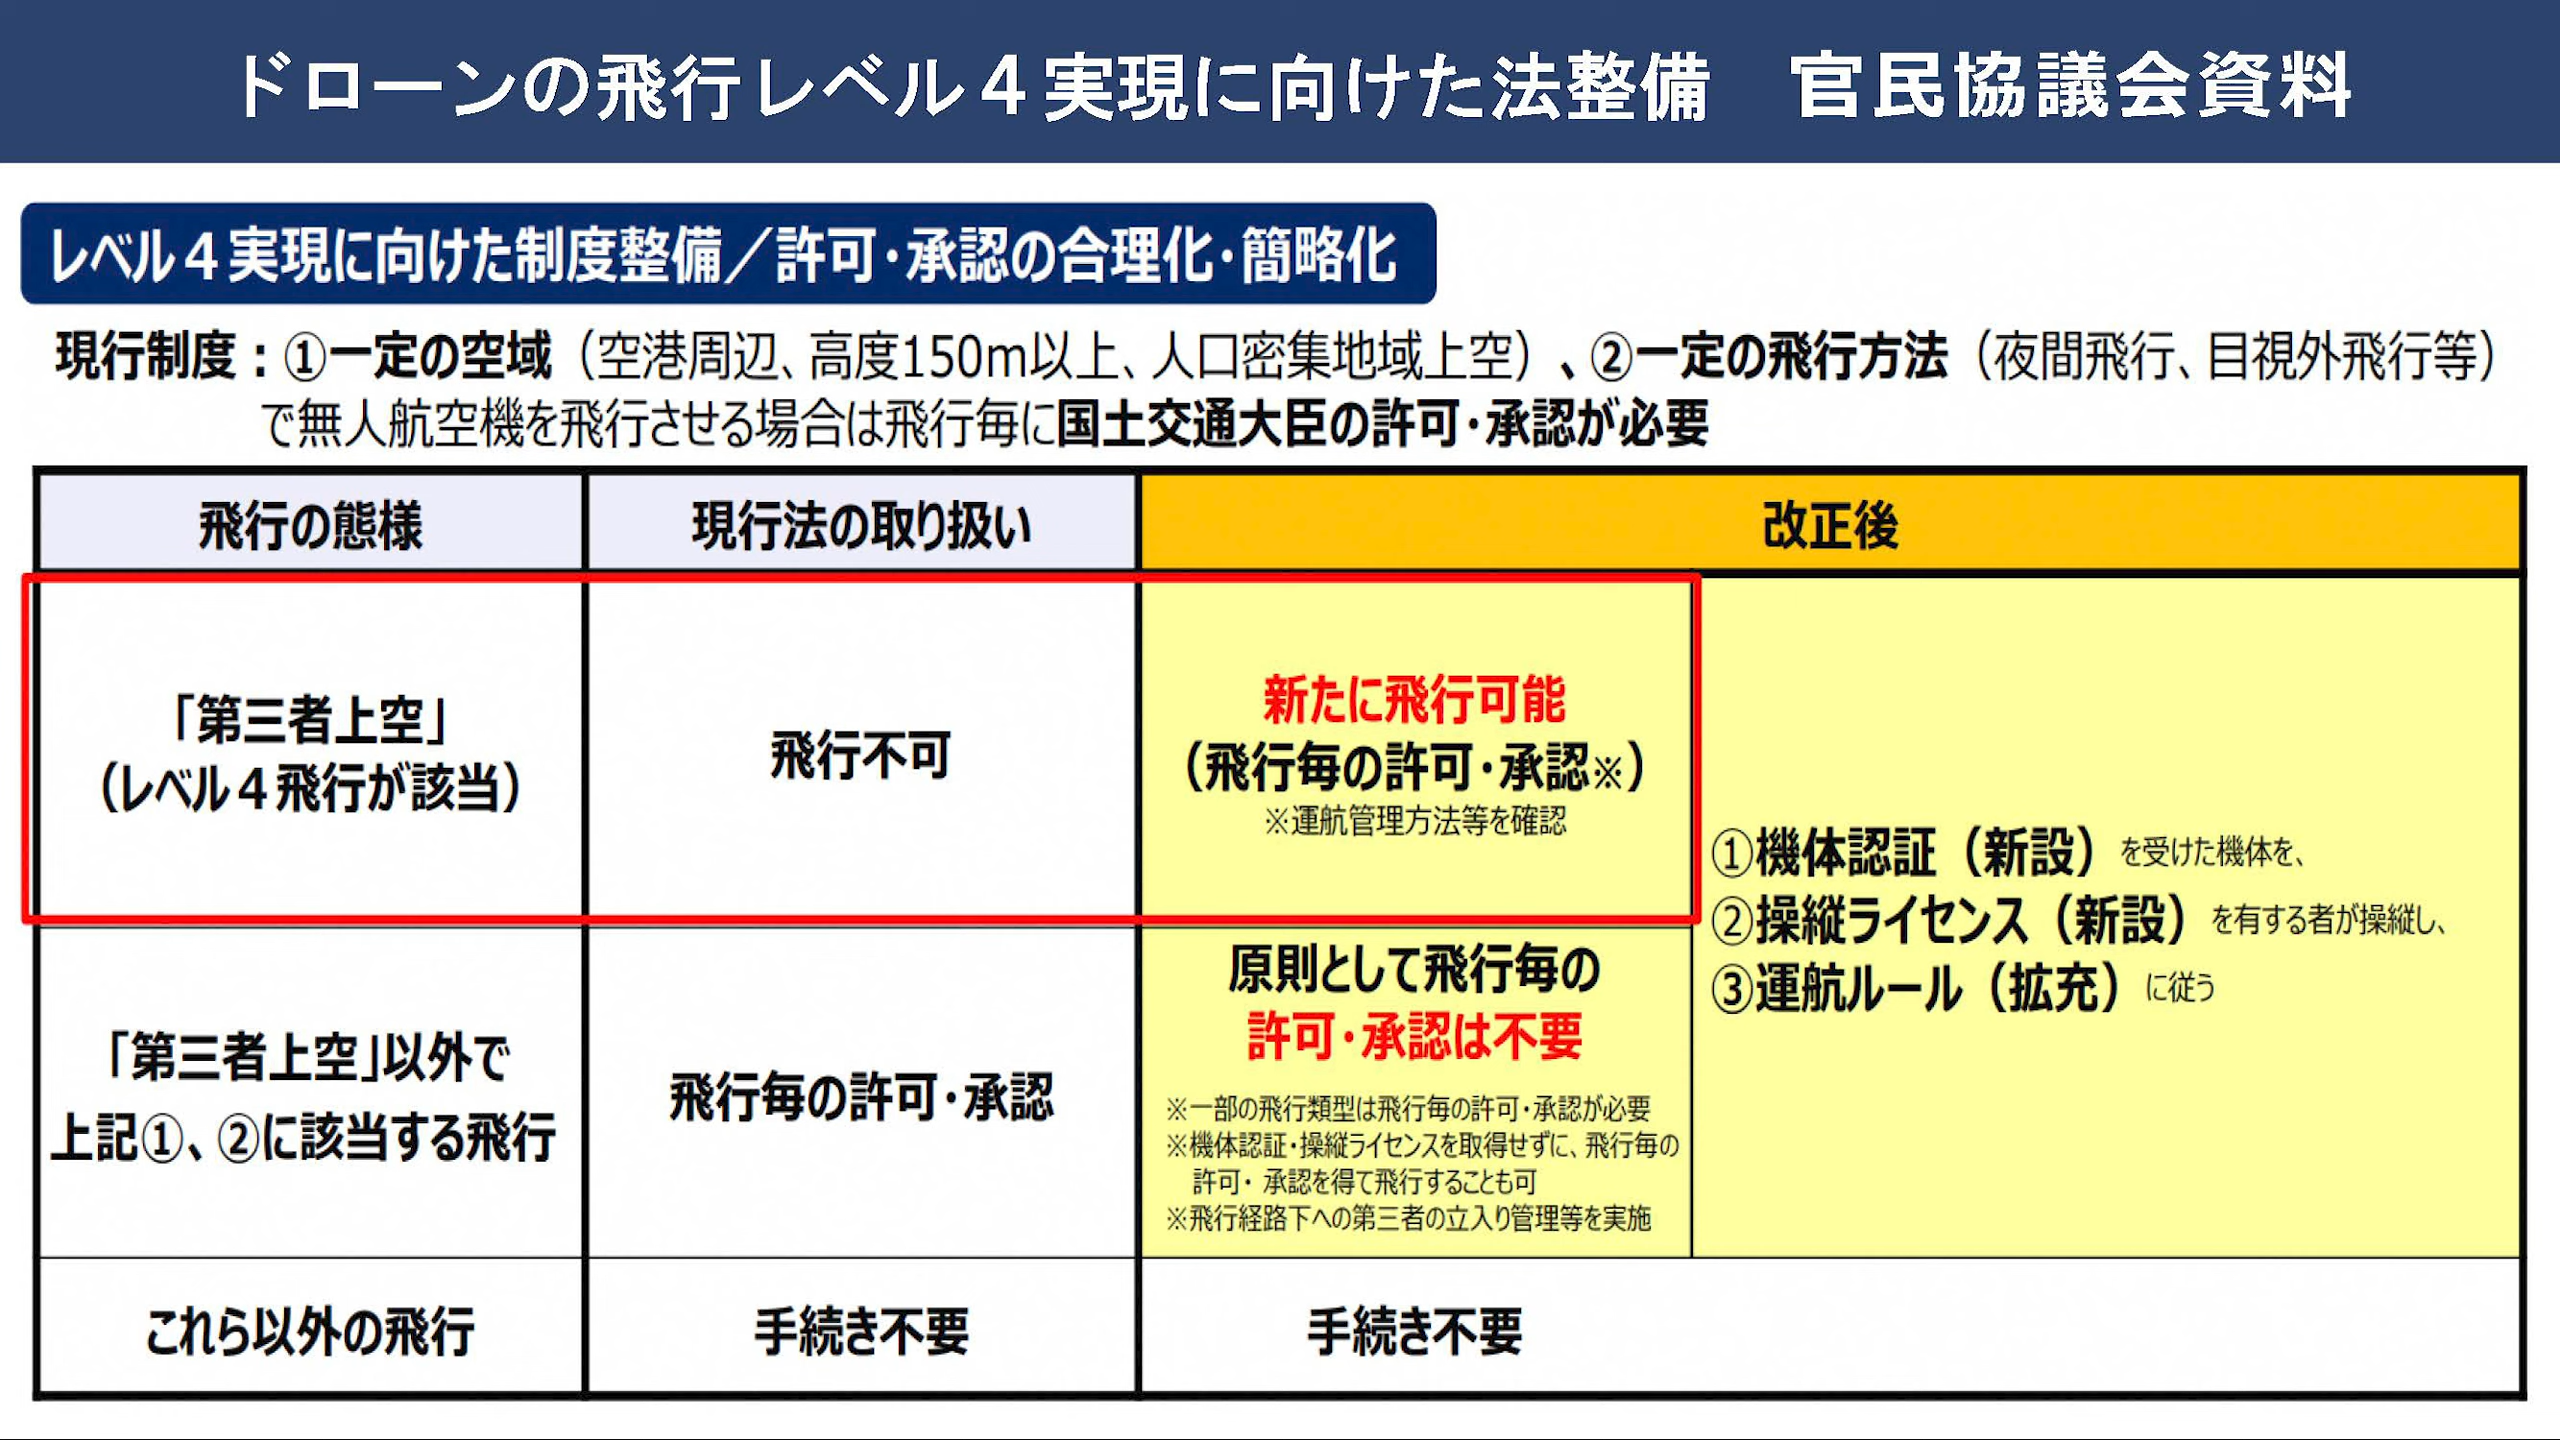 ドローンの飛行レベル４実現に向けた法整備　官民協議会資料
レベル４実現に向けた制度整備／許可・承認の合理化・簡略化
現行制度：①一定の空域（空港周辺、高度150m以上、人口密集地域上空）、②一定の飛行方法（夜間飛行、目視外飛行等）
で無人航空機を飛行させる場合は飛行毎に国土交通大臣の許可・承認が必要
飛行の態様
現行法の取り扱い
改正後
「第三者上空」
（レベル４飛行が該当）
飛行不可
新たに飛行可能
（飛行毎の許可・承認※）
※運航管理方法等を確認
①機体認証（新設）を受けた機体を、
②操縦ライセンス（新設）を有する者が操縦し、
③運航ルール（拡充）に従う
「第三者上空」以外で
上記①、②に該当する飛行
飛行毎の許可・承認
原則として飛行毎の
許可・承認は不要
※一部の飛行類型は飛行毎の許可・承認が必要
※機体認証・操縦ライセンスを取得せずに、飛行毎の
許可・ 承認を得て飛行することも可
※飛行経路下への第三者の立入り管理等を実施
これら以外の飛行
手続き不要
手続き不要